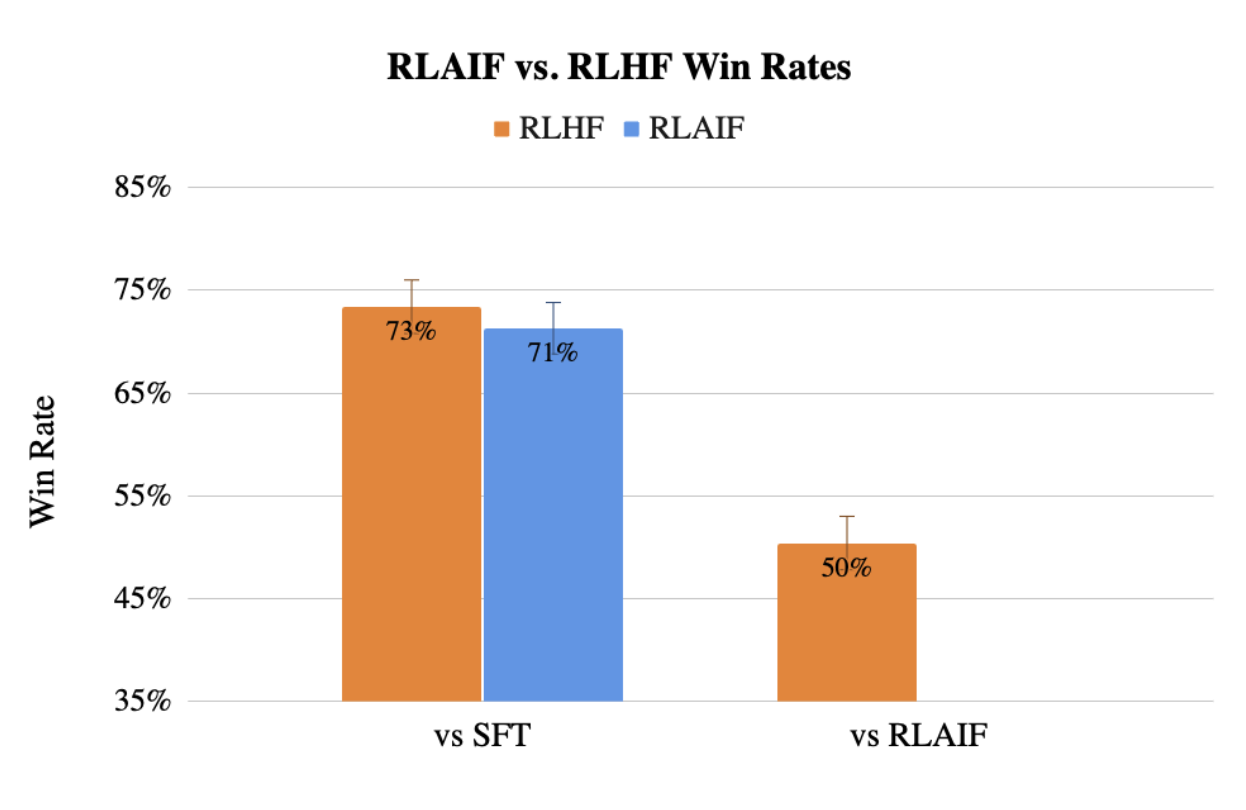 RLAIF vs. RLHF Win Rates
RLHF RLAIF
85%
75%
73%
71%
65%
55%
50%
45%
35%
Win Rate
vs SFT vs RLAIF